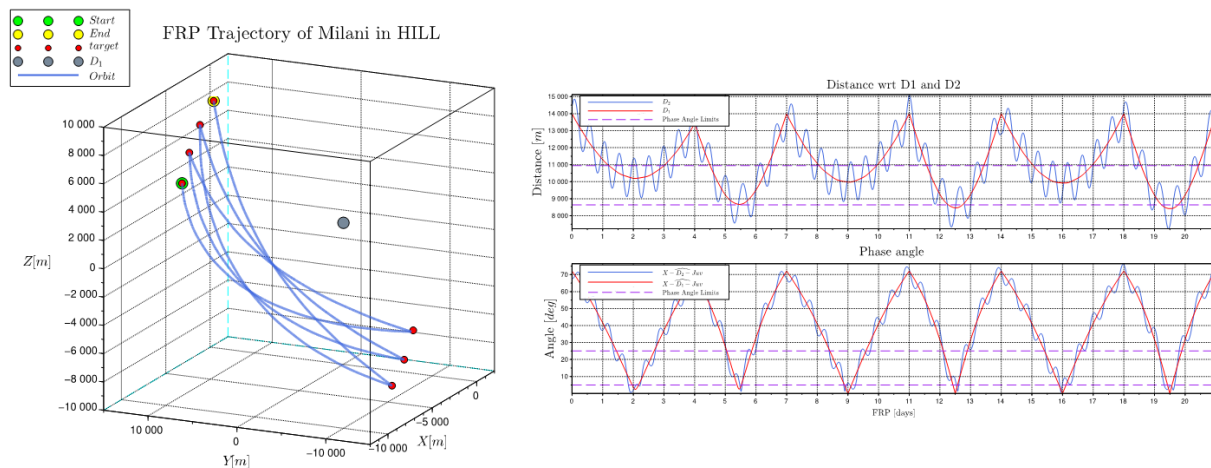 Start
End
target
D₁
Orbit
FRP Trajectory of Milani in HILL
10 000
8 000
6 000
4 000
2 000
Z[m]
0
−2 000
−4 000
−6 000
−8 000
−10 000
10 000
0
−10 000
Y[m]
−10 000
−5 000
0
X[m]
Distance wrt D1 and D2
D₂
D₁
Phase Angle Limits
Distance [m]
15 000
14 000
13 000
12 000
11 000
10 000
9 000
8 000
0 1 2 3 4 5 6 7 8 9 10 11 12 13 14 15 16 17 18 19 20
Phase angle
Phase Angle Limits
Angle [deg]
70
60
50
40
30
20
10
0 1 2 3 4 5 6 7 8 9 10 11 12 13 14 15 16 17 18 19 20
FRP [days]